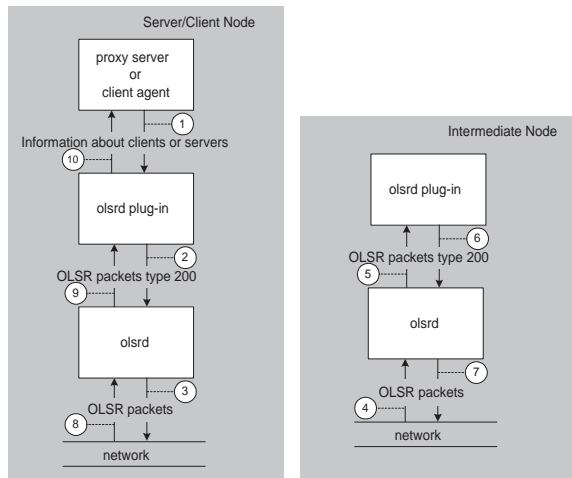 Server/Client Node
proxy server
or
client agent
1
Information about clients or servers
10
olsrd plug-in
2
OLSR packets type 200
9
olsrd
3
OLSR packets
8
network
Intermediate Node
olsrd plug-in
6
OLSR packets type 200
5
olsrd
7
OLSR packets
4
network